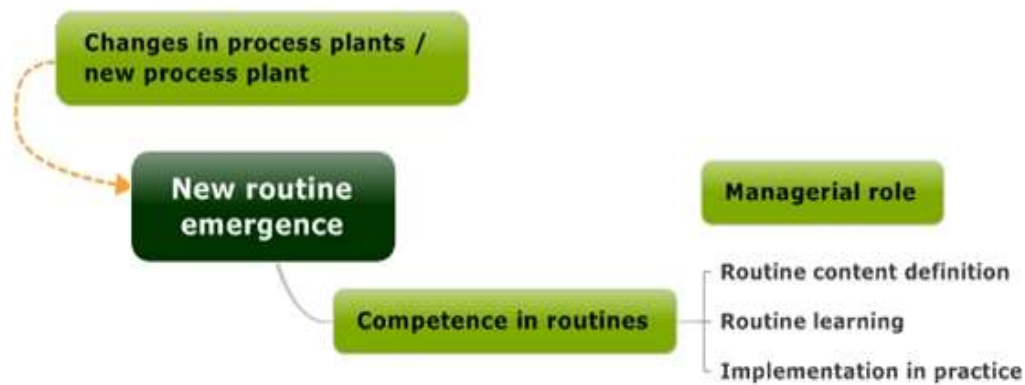 Changes in process plants /
new process plant
New routine
emergence
Managerial role
Routine content definition
Competence in routines
Routine learning
Implementation in practice